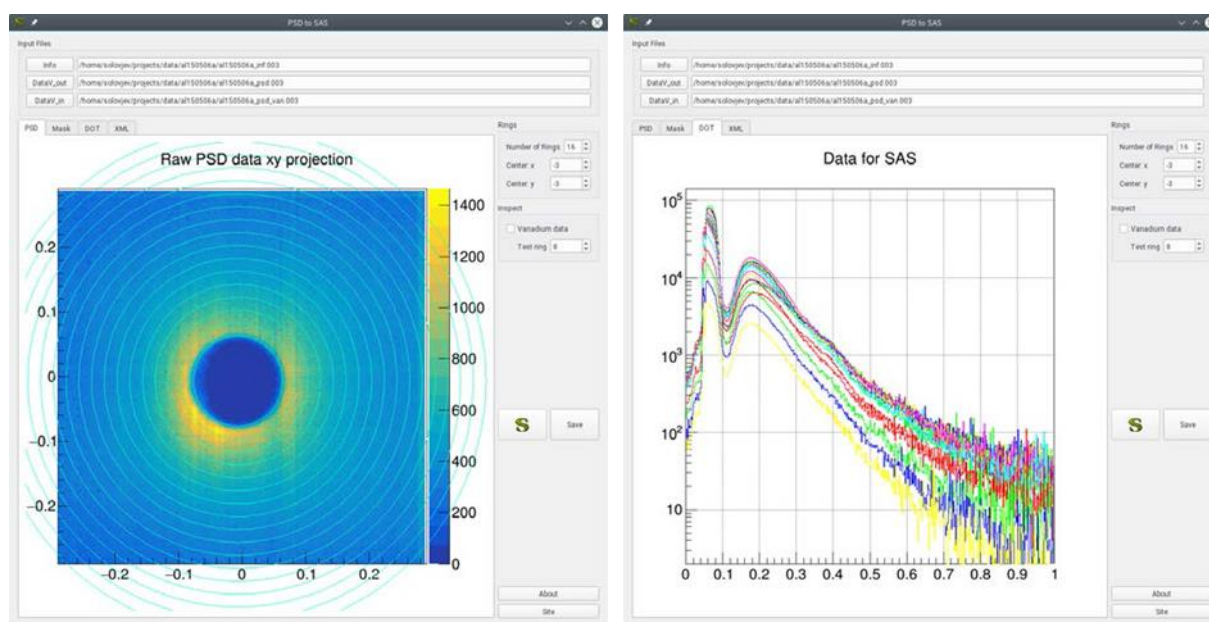 PSD to SAS
Input Files
Info /home/solovjev/projects/data/al150506a/al150506a_inf.003
DataV_out /home/solovjev/projects/data/al150506a/al150506a_psd.003
DataV_in /home/solovjev/projects/data/al150506a/al150506a_psd_van.003
PSD Mask DOT XML
Raw PSD data xy projection
1400
1200
1000
800
600
400
200
0
0.2
0.1
0
−0.1
−0.2
−0.2 −0.1 0 0.1 0.2
Rings
Number of Rings 16
Center x -3
Center y -3
Inspect
Vanadium data
Test ring 8
S Save
About
Site
PSD to SAS
Input Files
Info /home/solovjev/projects/data/al150506a/al150506a_inf.003
DataV_out /home/solovjev/projects/data/al150506a/al150506a_psd.003
DataV_in /home/solovjev/projects/data/al150506a/al150506a_psd_van.003
PSD Mask DOT XML
Data for SAS
10⁵
10⁴
10³
10²
10
0 0.1 0.2 0.3 0.4 0.5 0.6 0.7 0.8 0.9 1
Rings
Number of Rings 16
Center x -3
Center y -3
Inspect
Vanadium data
Test ring 8
S Save
About
Site